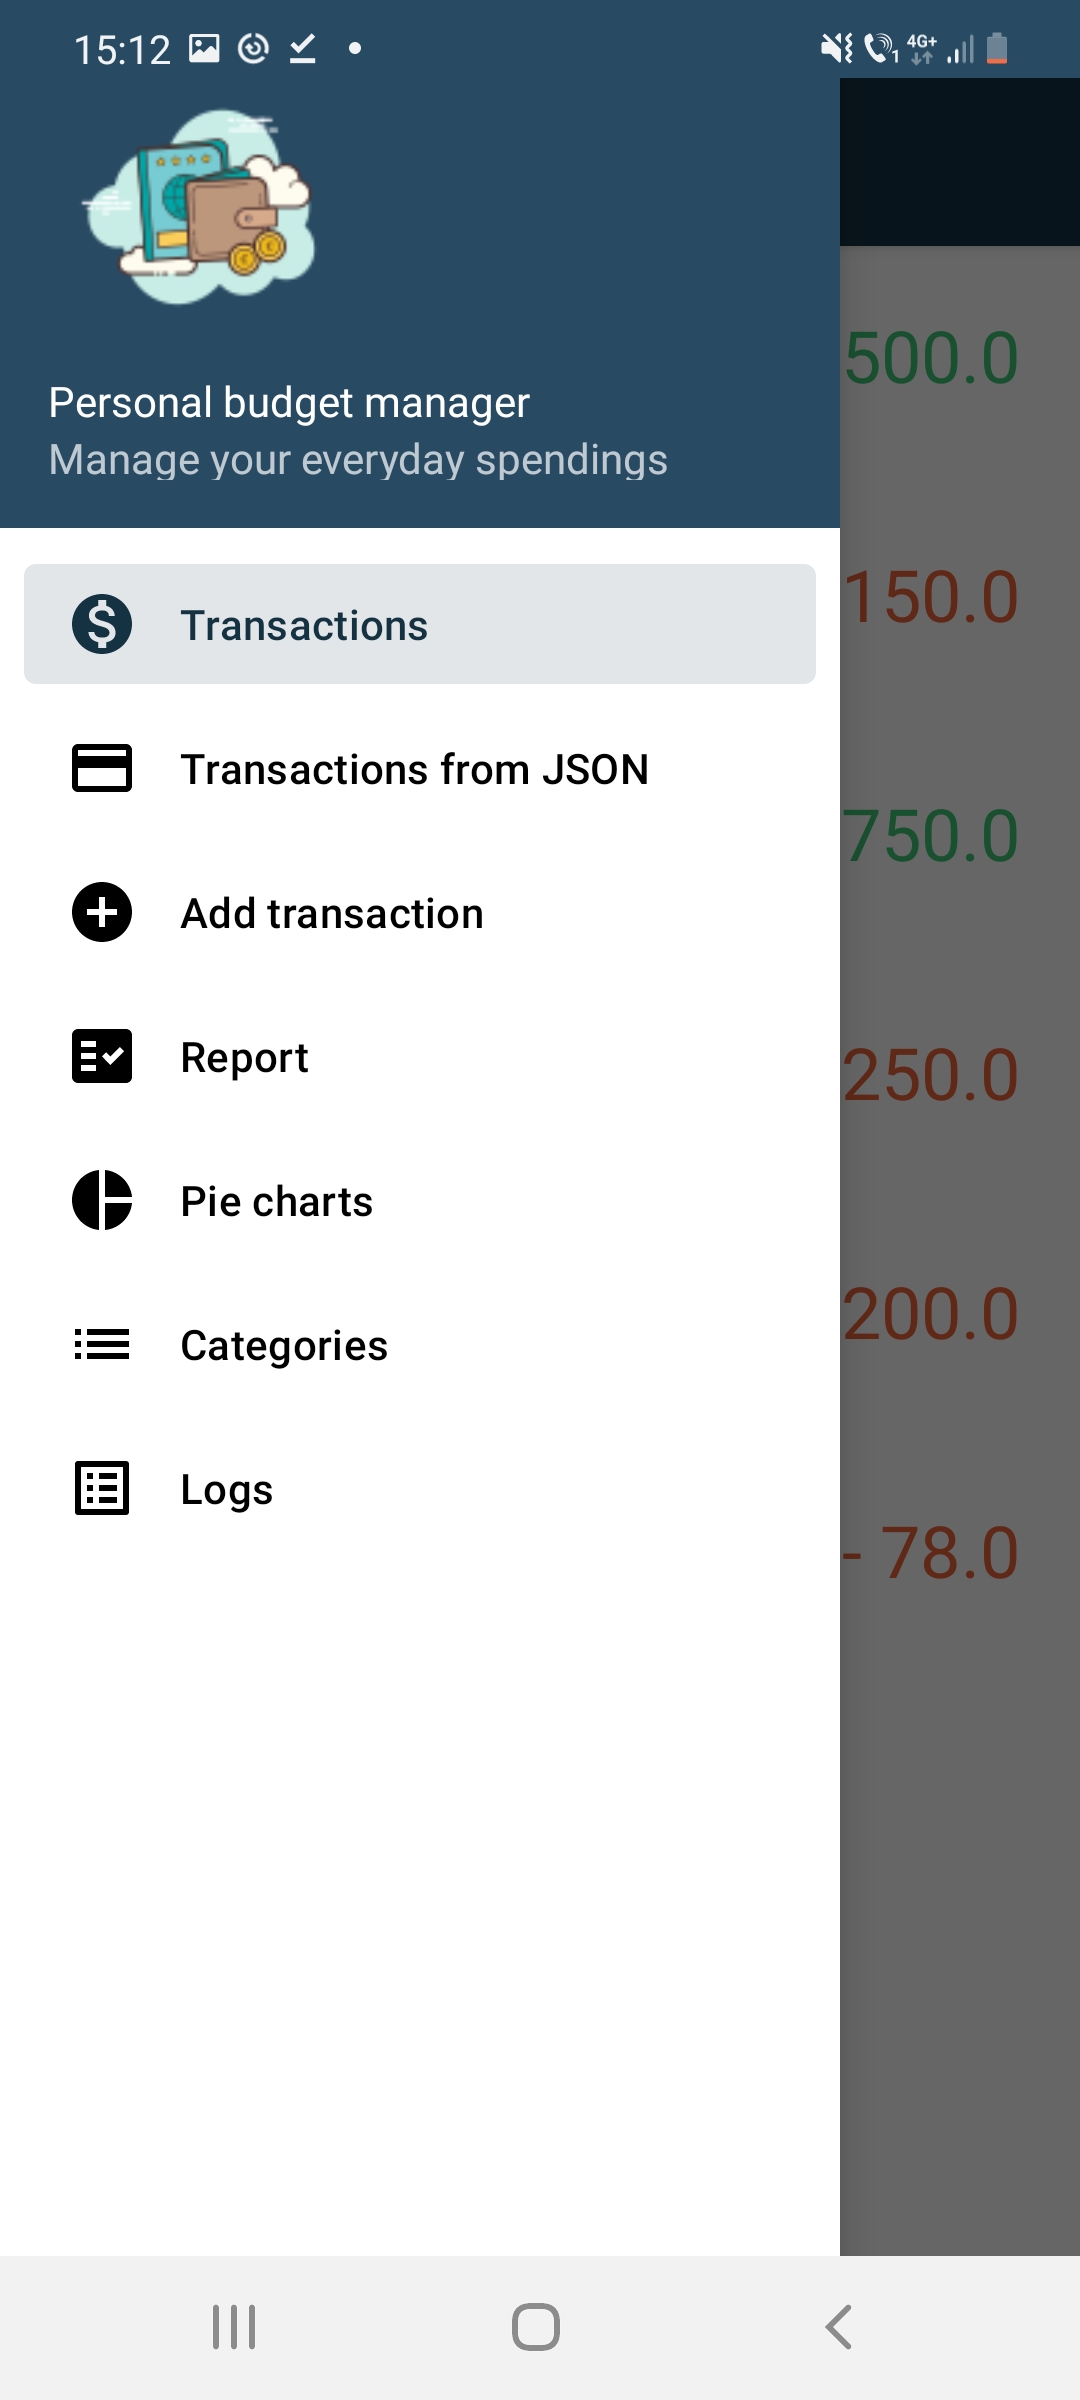 15:12
1 4G+
Personal budget manager
Manage your everyday spendings
Transactions
Transactions from JSON
Add transaction
Report
Pie charts
Categories
Logs
500.0
150.0
750.0
250.0
200.0
- 78.0